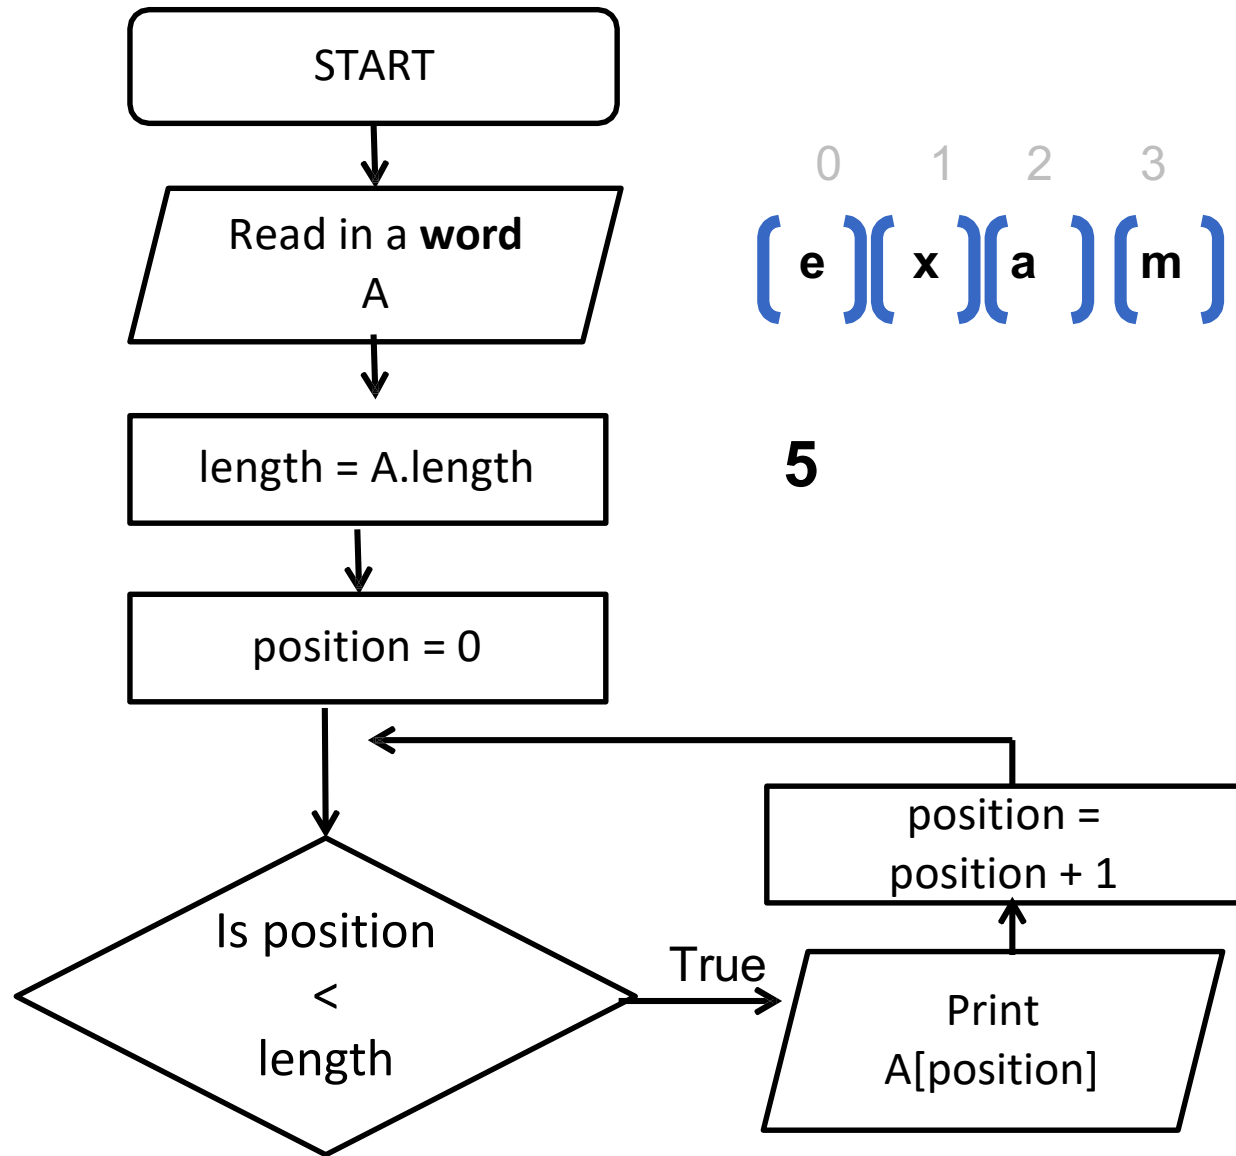 START
0 1 2 3
Read in a word
A
e x a m
length = A.length
5
position = 0
position =
position + 1
Is position
<
length
True
Print
A[position]